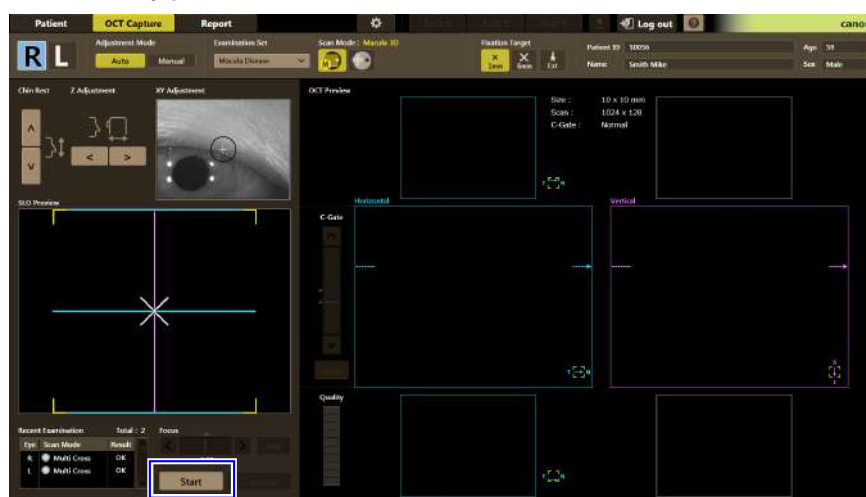 Patient OCT Capture Report Log out cano
R L
Adjustment Mode Examination Set Scan Mode : Macula 3D Fixation Target
Auto Manual Macula Disease
Patient ID 10056 Age 58
Name Smith Mike Sex Male
Chin Rest Z Adjustment XY Adjustment OCT Preview
Size : 10 x 10 mm
Scan : 1024 x 128
C-Gate : Normal
SLO Preview
Horizontal Vertical
C-Gate
Quality
Recent Examination Total : 2 Focus
Eye Scan Mode Result
R Multi Cross OK
L Multi Cross OK
Start